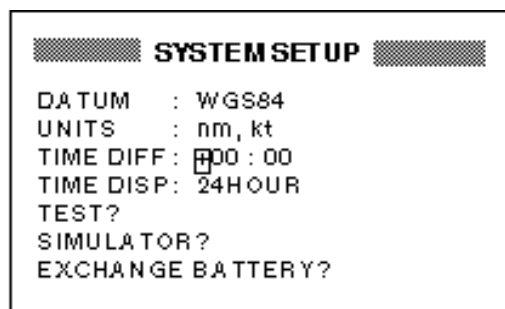 SYSTEM SETUP
DATUM : WGS84
UNITS : nm, kt
TIME DIFF : +00 : 00
TIME DISP: 24HOUR
TEST?
SIMULATOR?
EXCHANGE BATTERY?